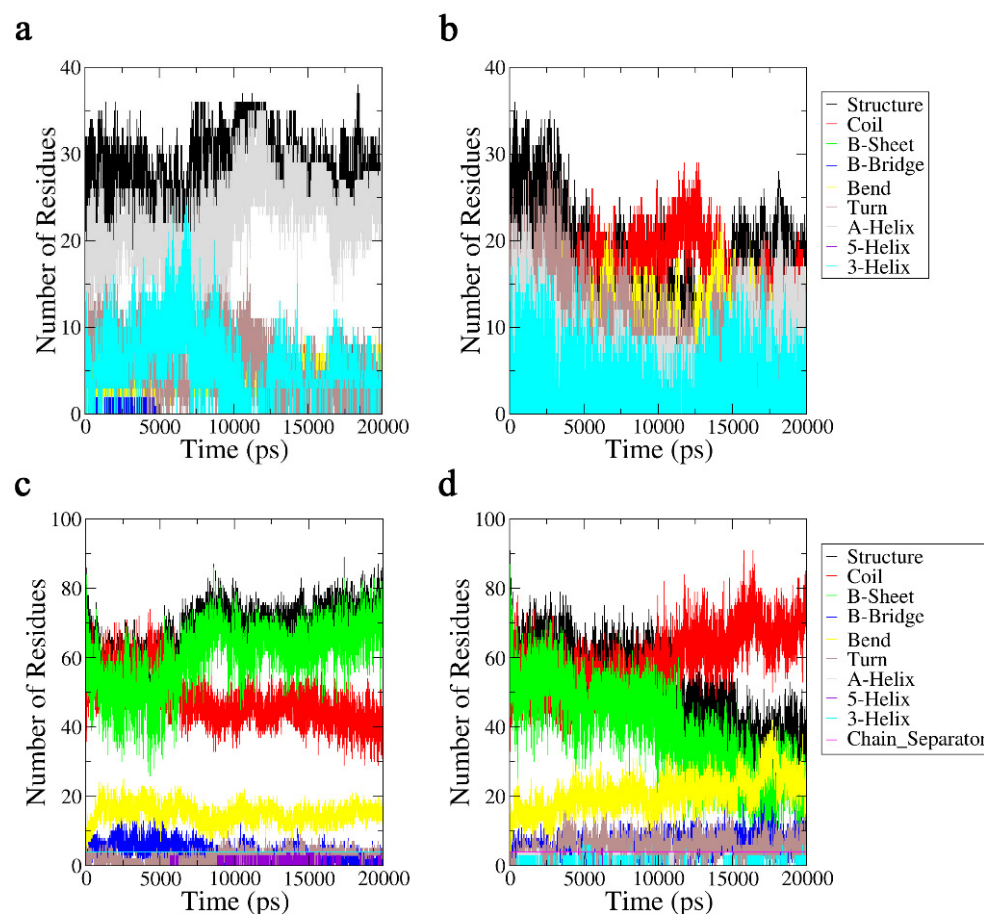 a
b
40
30
20
10
0
Number of Residues
0 5000 10000 15000 20000
Time (ps)
40
30
20
10
0
Number of Residues
0 5000 10000 15000 20000
Time (ps)
Structure
Coil
B-Sheet
B-Bridge
Bend
Turn
A-Helix
5-Helix
3-Helix
c
d
100
80
60
40
20
0
Number of Residues
0 5000 10000 15000 20000
Time (ps)
100
80
60
40
20
0
Number of Residues
0 5000 10000 15000 20000
Time (ps)
Structure
Coil
B-Sheet
B-Bridge
Bend
Turn
A-Helix
5-Helix
3-Helix
Chain_Separator